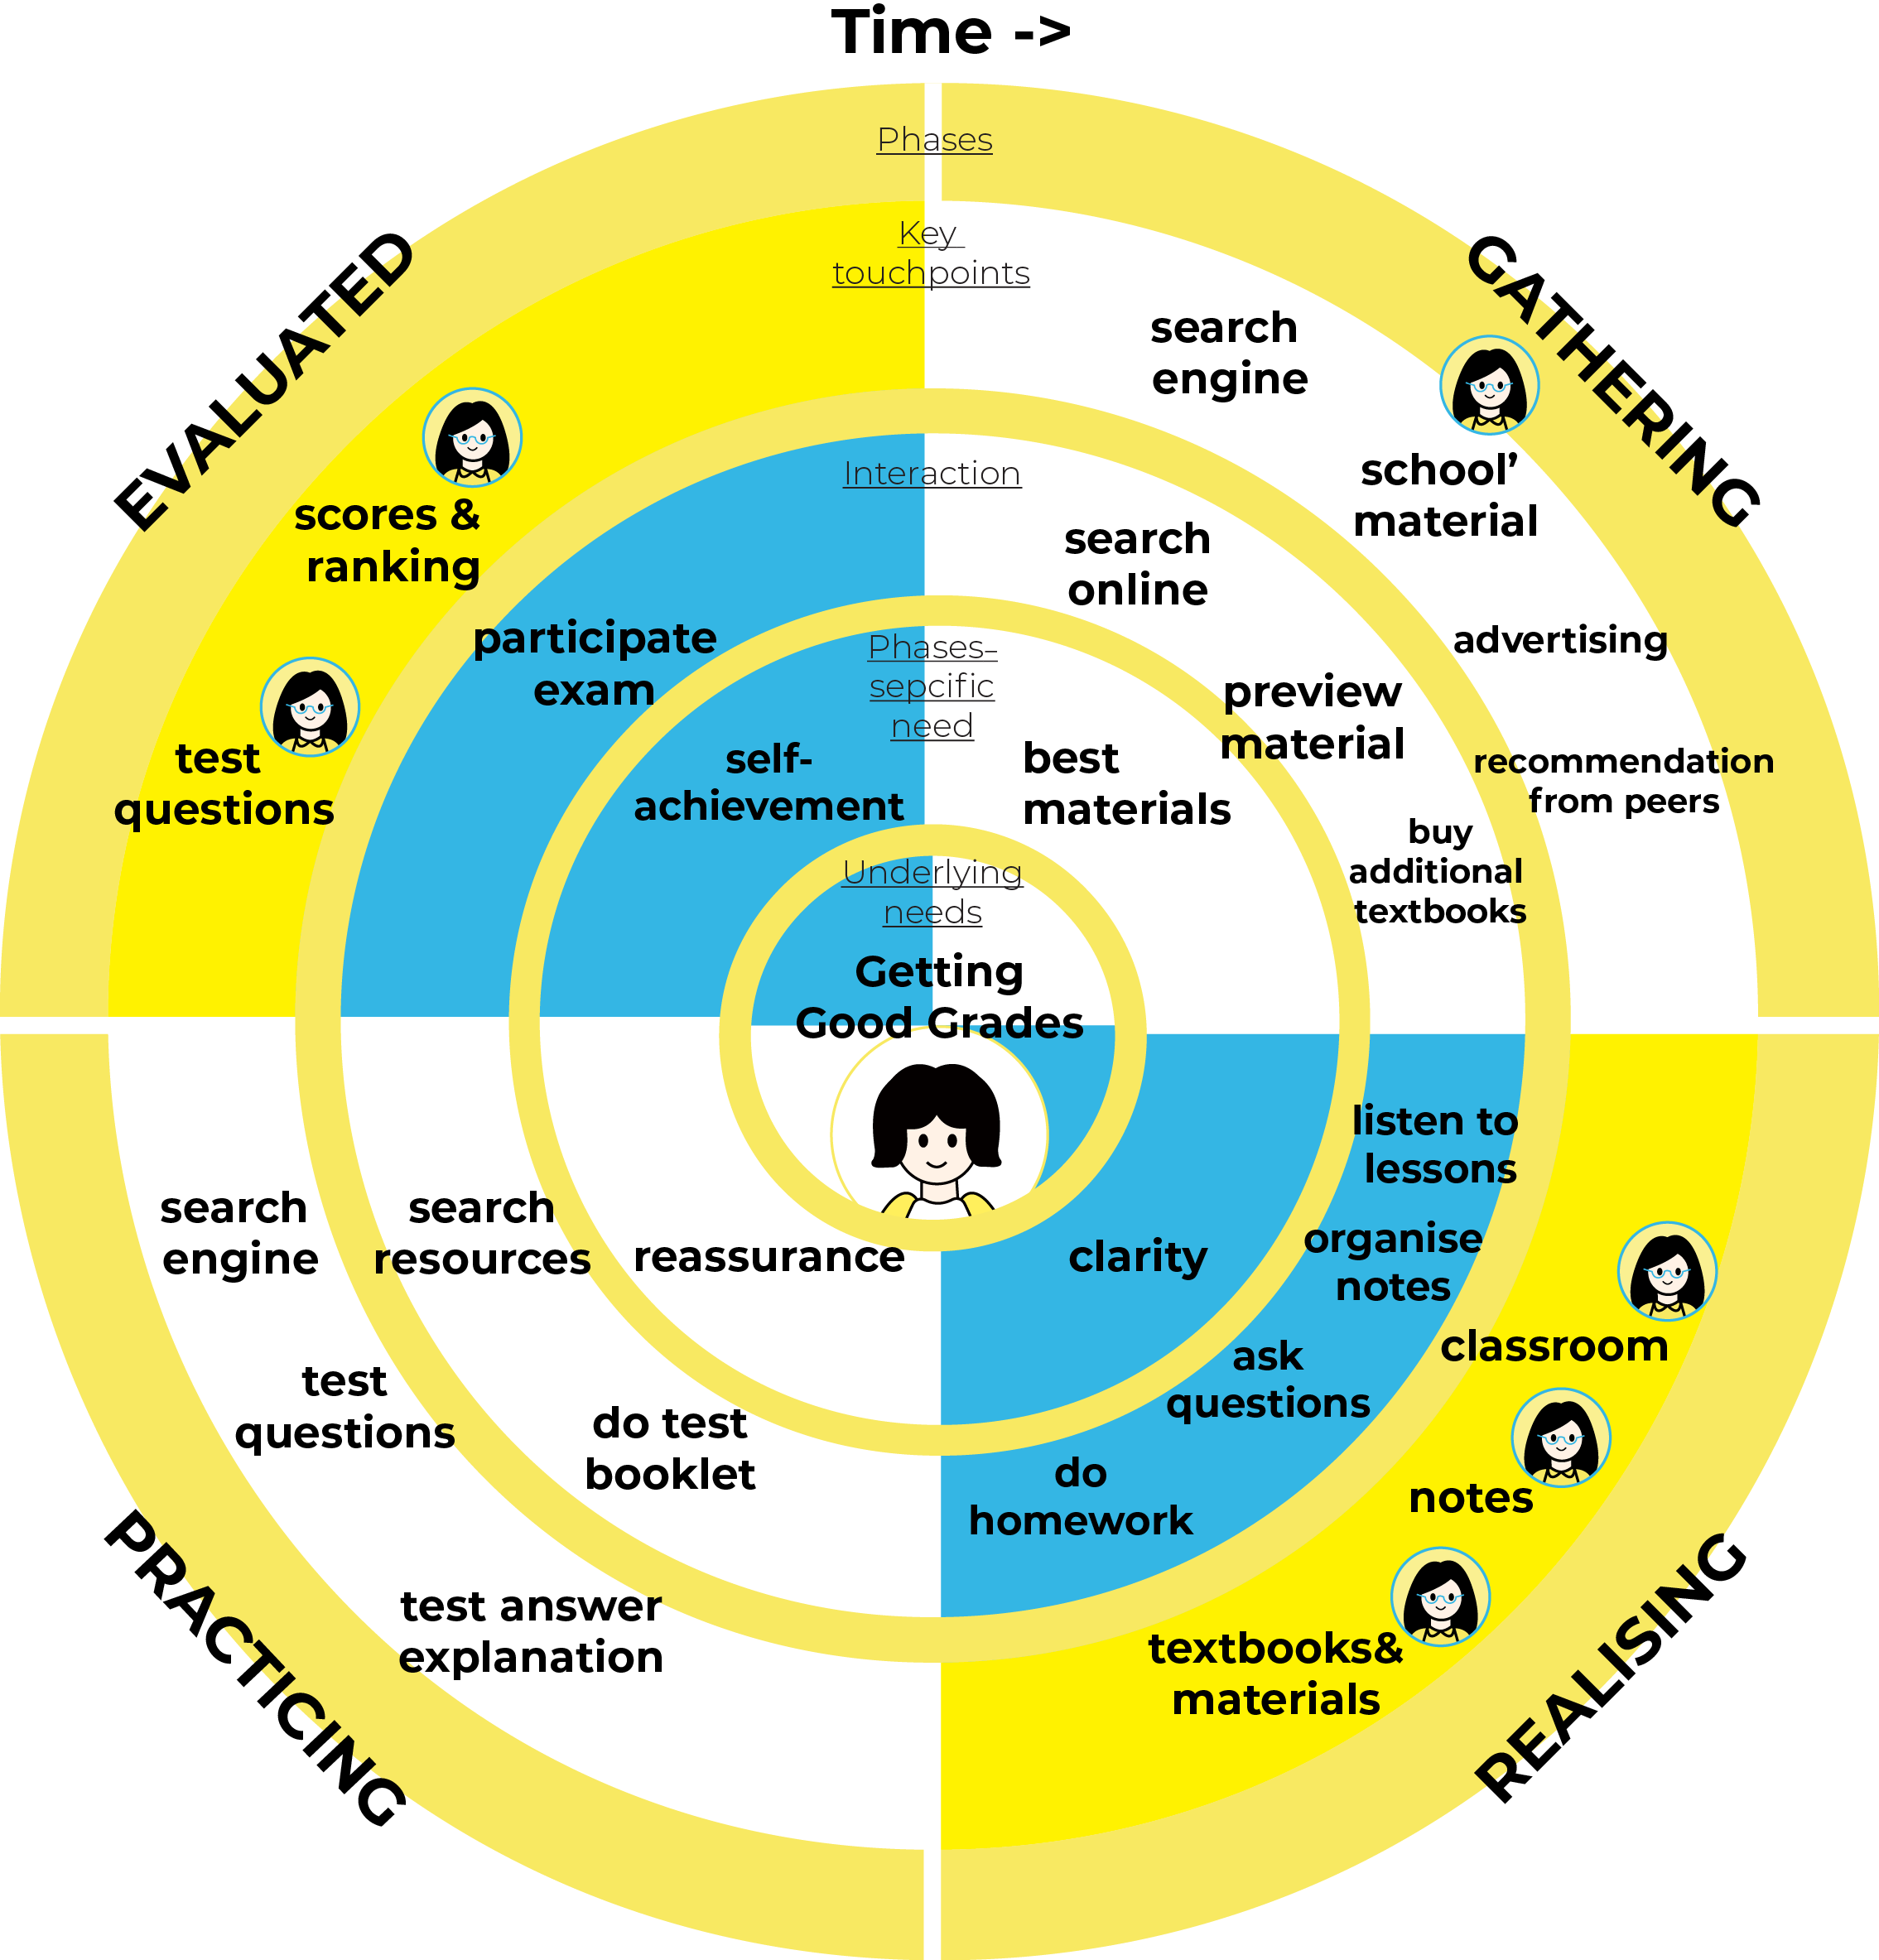 Time ->
Phases
Key
touchpoints
Interaction
Phases-
sepcific
need
Underlying
needs
Getting
Good Grades
GATHERING
search
engine
school’
material
advertising
recommendation
from peers
search
online
preview
material
buy
additional
textbooks
best
materials
REALISING
classroom
notes
textbooks&
materials
listen to
lessons
organise
notes
ask
questions
do
homework
clarity
PRACTICING
search
engine
test
questions
test answer
explanation
search
resources
do test
booklet
reassurance
EVALUATED
scores &
ranking
test
questions
participate
exam
self-
achievement